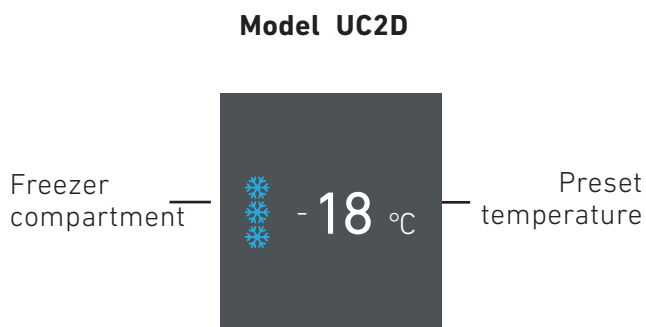 Model UC2D
Freezer
compartment
-18 °C
Preset
temperature